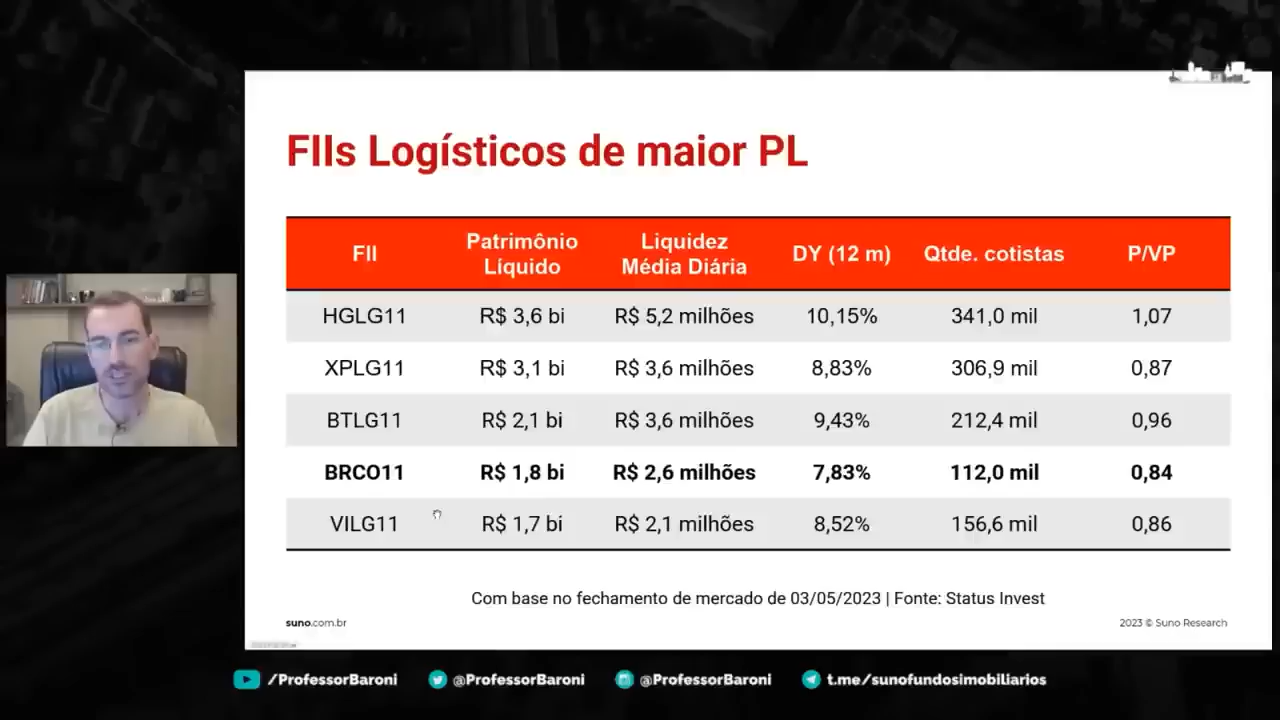 FIIs Logísticos de maior PL
FII Patrimônio Líquido Liquidez Média Diária DY (12 m) Qtde. cotistas P/VP
HGLG11 R$ 3,6 bi R$ 5,2 milhões 10,15% 341,0 mil 1,07
XPLG11 R$ 3,1 bi R$ 3,6 milhões 8,83% 306,9 mil 0,87
BTLG11 R$ 2,1 bi R$ 3,6 milhões 9,43% 212,4 mil 0,96
BRCO11 R$ 1,8 bi R$ 2,6 milhões 7,83% 112,0 mil 0,84
VILG11 R$ 1,7 bi R$ 2,1 milhões 8,52% 156,6 mil 0,86
Com base no fechamento de mercado de 03/05/2023 | Fonte: Status Invest
suno.com.br 2023 © Suno Research
/ProfessorBaroni @ProfessorBaroni @ProfessorBaroni t.me/sunofundosimobiliarios